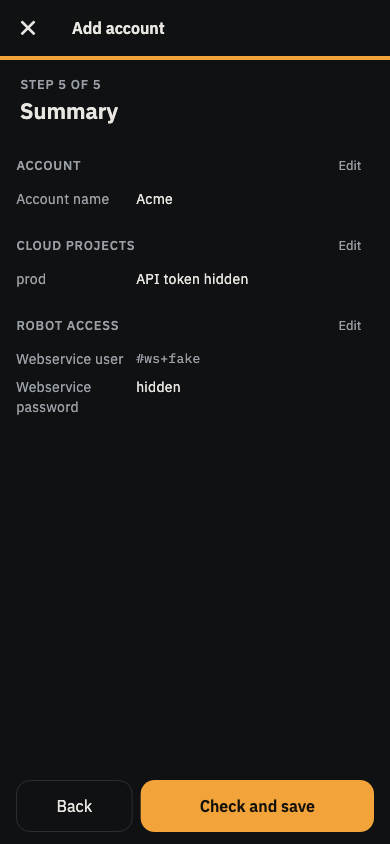 Add account
STEP 5 OF 5
Summary
ACCOUNT Edit
Account name Acme
CLOUD PROJECTS Edit
prod API token hidden
ROBOT ACCESS Edit
Webservice user #ws+fake
Webservice password hidden
Back Check and save